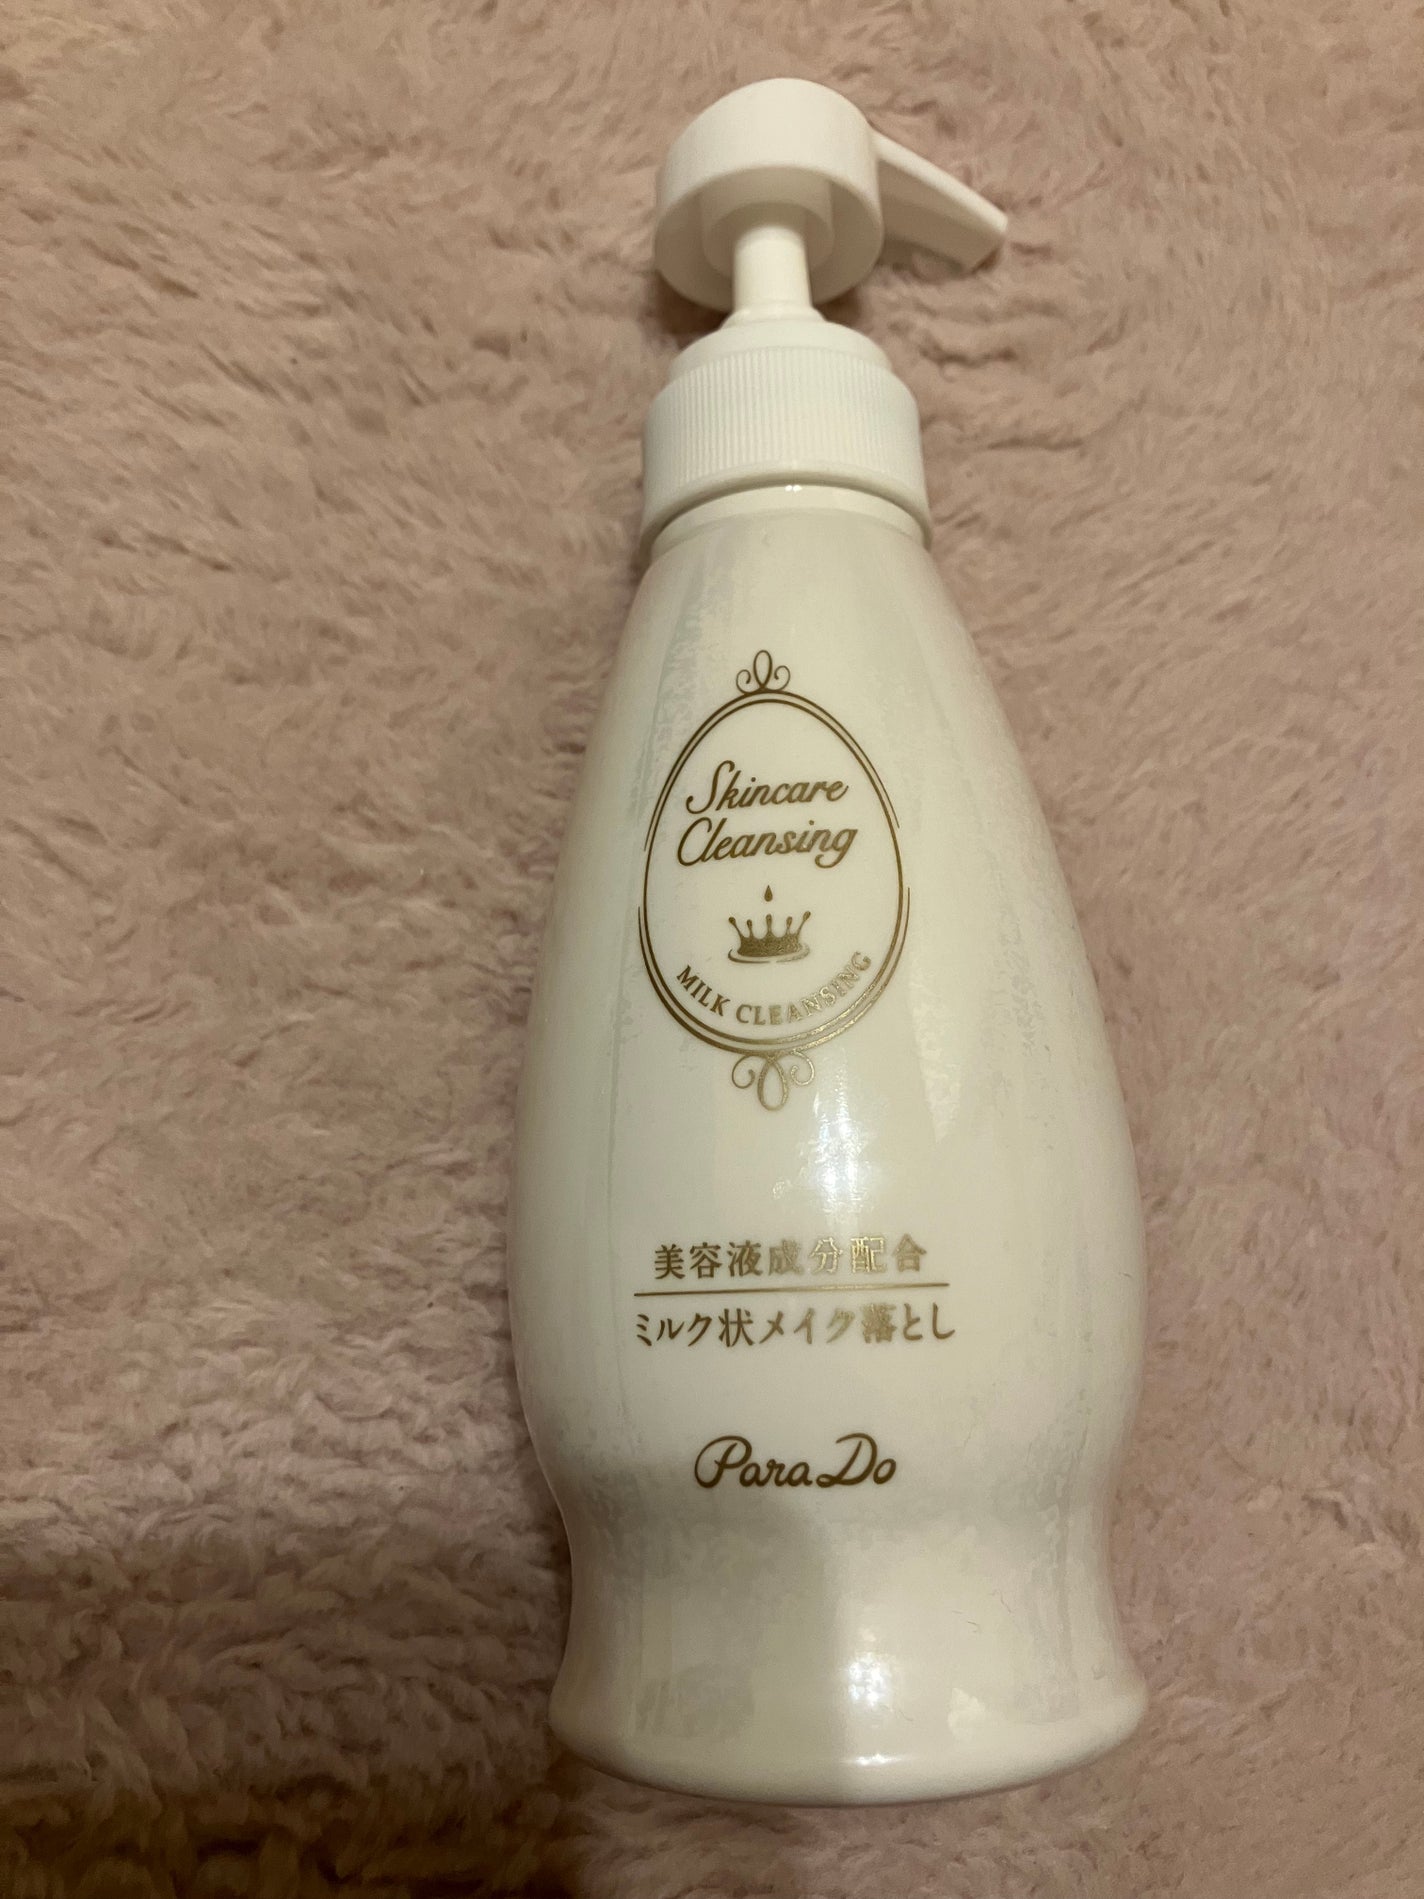 Skincare
Cleansing
MILK CLEANSING
美容液成分配合
ミルク状メイク落とし
ParaDo